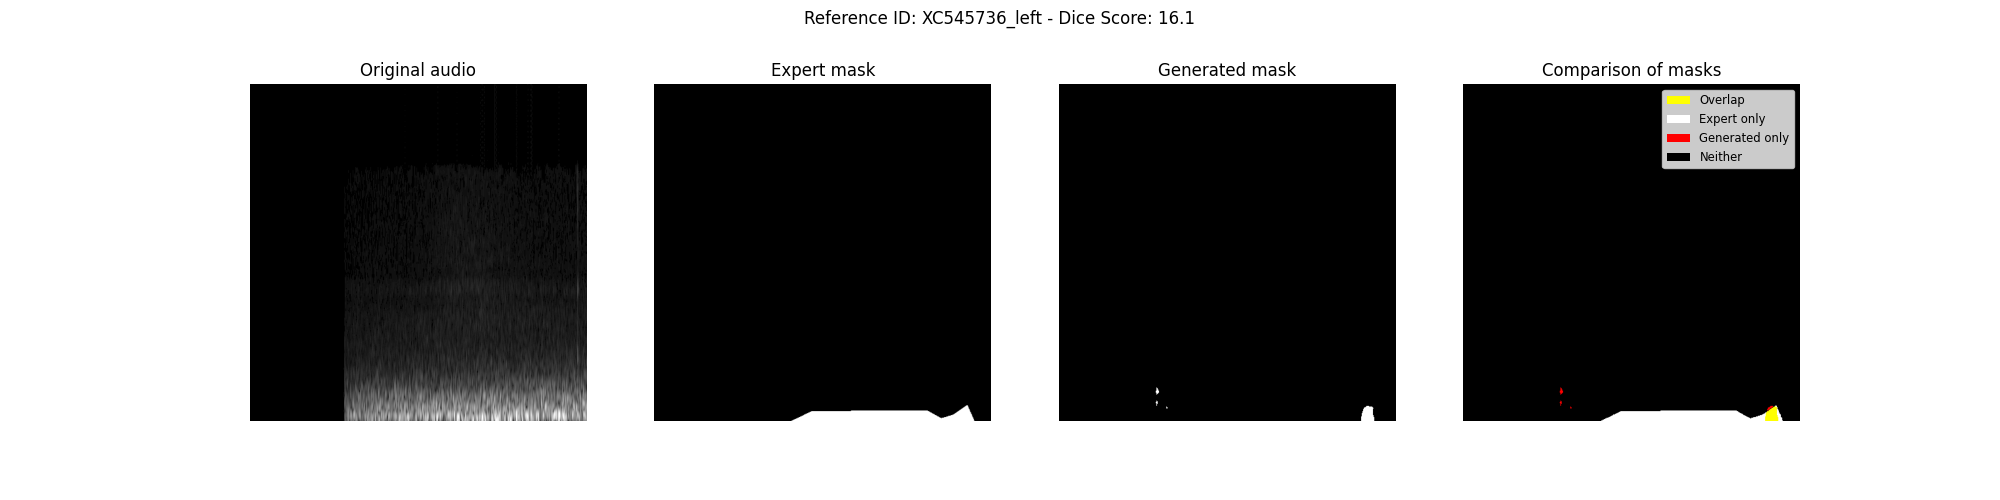 Reference ID: XC545736_left - Dice Score: 16.1
Original audio
Expert mask
Generated mask
Comparison of masks
Overlap
Expert only
Generated only
Neither